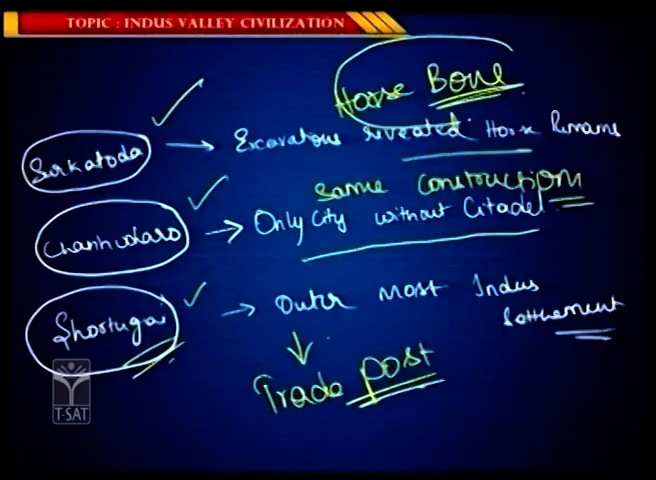 TOPIC : INDUS VALLEY CIVILIZATION
Horse Bone
Surkatoda → Excavations revealed Horse Remains
Same Construction
Chanhudaro → Only City without Citadel
Shortugai → Outer Most Indus
Settlement
↓
Trade post
T-SAT